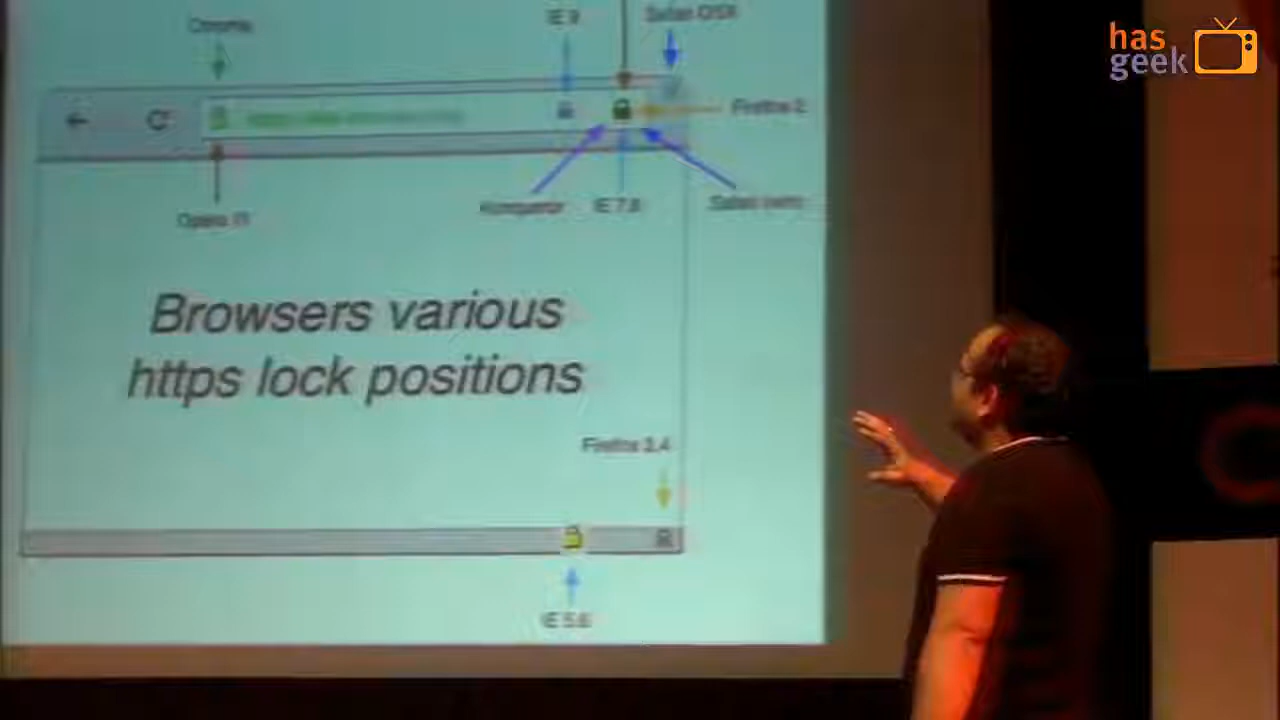 Chrome
IE 9
Safari OSX
has
geek
Firefox 2
Opera 11
Konqueror
IE 7,8
Browsers various
https lock positions
Firefox 3,4
IE 5,6